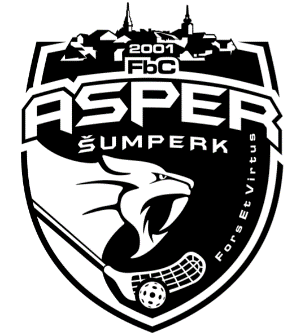 2001
FbC
ASPER
ŠUMPERK
Fors Et Virtus